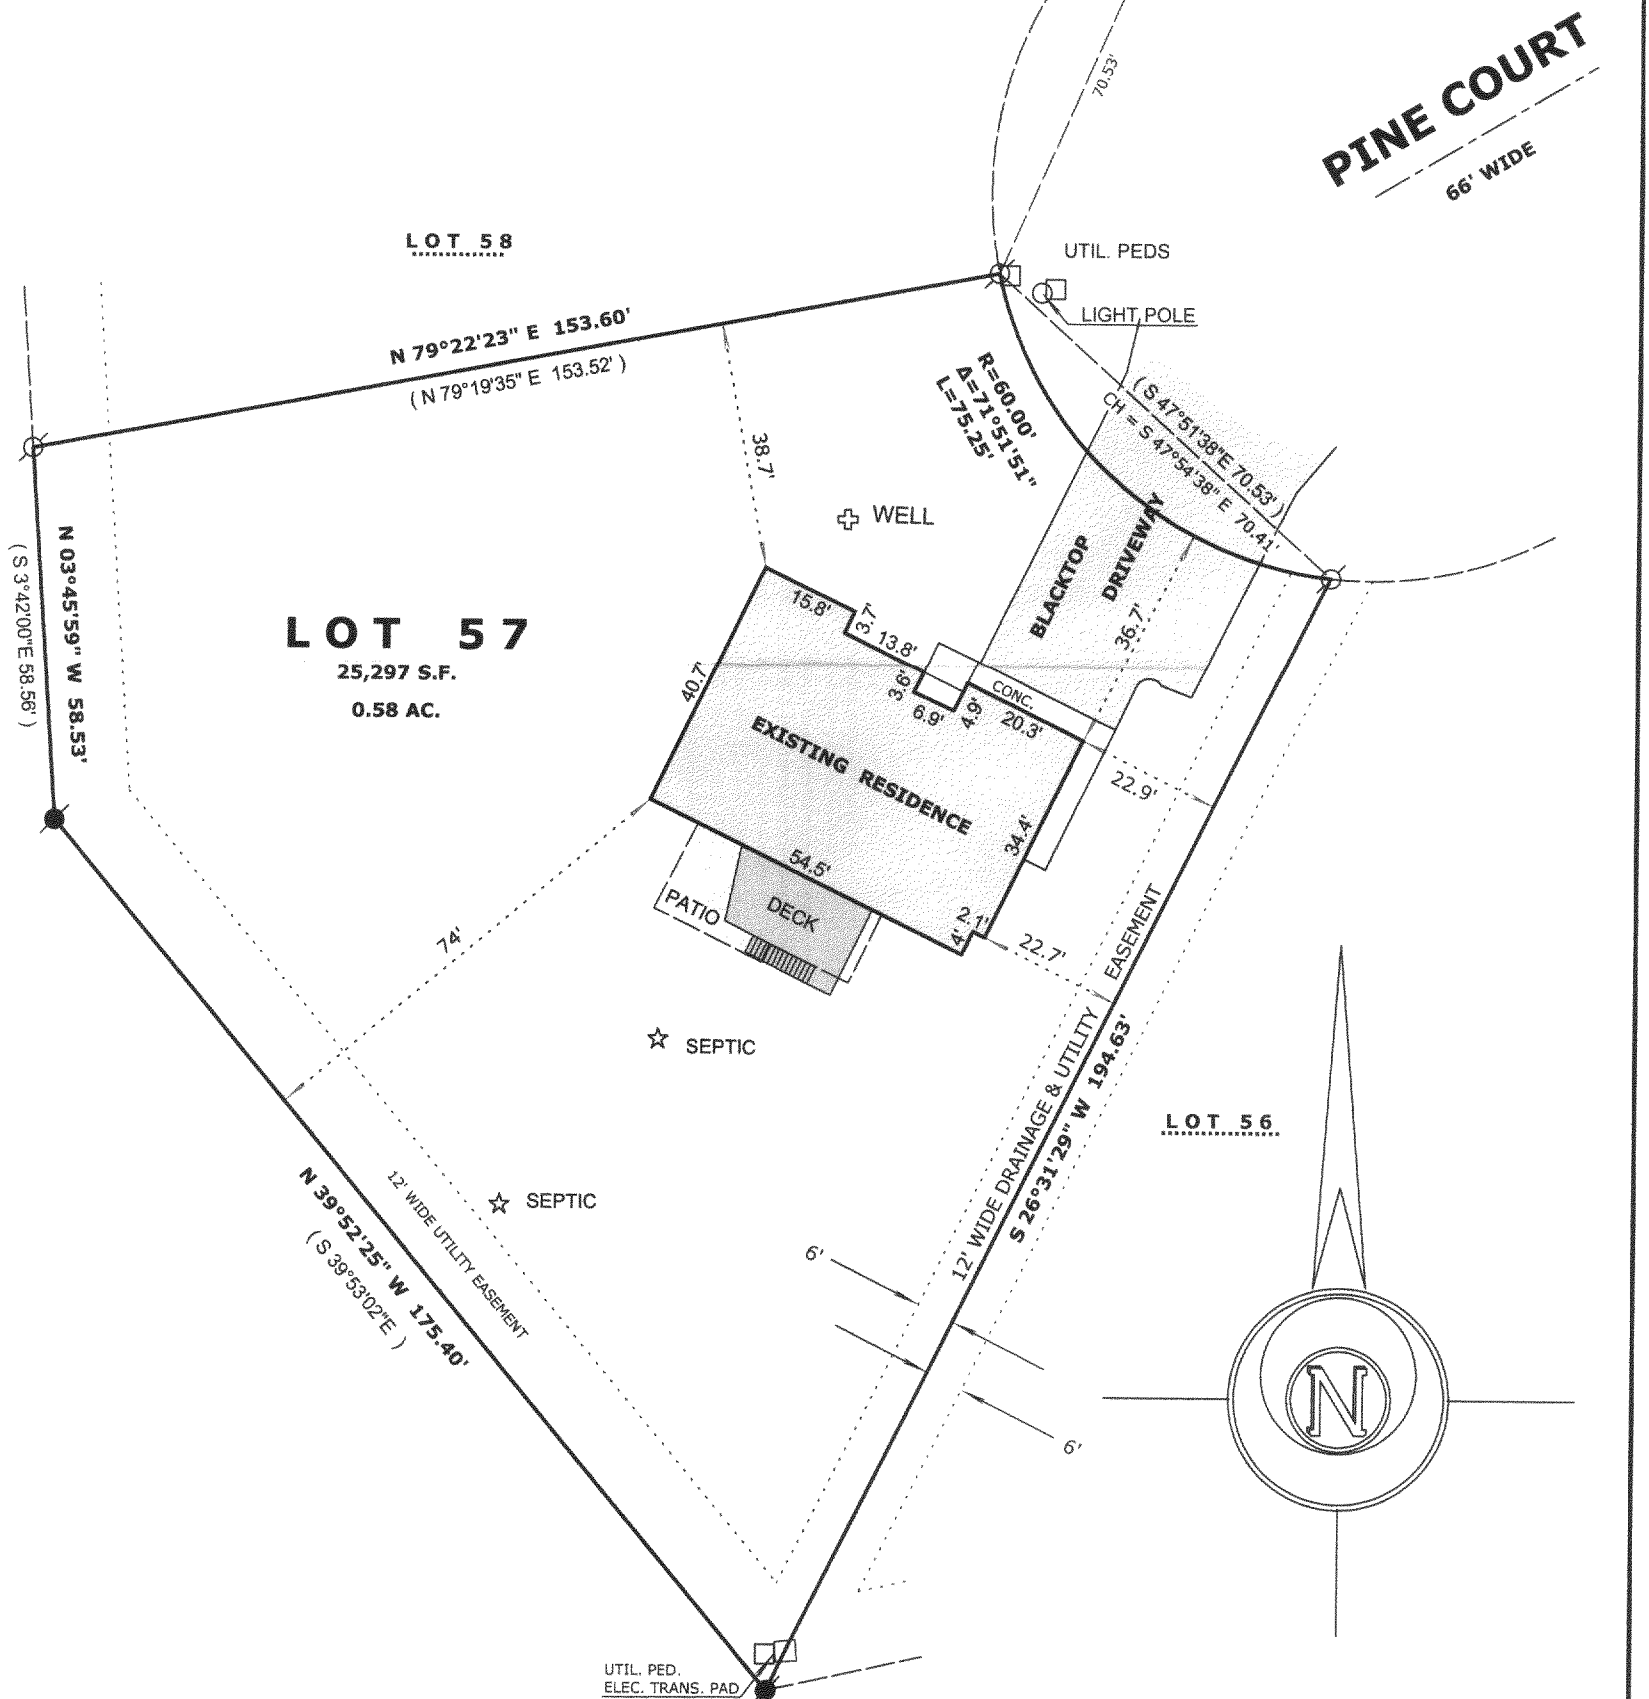 70.53'
PINE COURT
66' WIDE
LOT 58
UTIL. PEDS
LIGHT POLE
N 79°22'23" E 153.60'
( N 79°19'35" E 153.52' )
R=60.00'
Δ=71°51'51"
L=75.25'
( S 47°51'38"E 70.53' )
CH = S 47°54'38" E 70.41'
38.7'
WELL
BLACKTOP
DRIVEWAY
36.7'
N 03°45'59" W 58.53'
( S 3°42'00"E 58.56' )
LOT 57
25,297 S.F.
0.58 AC.
15.8'
3.7'
13.8'
3.6'
6.9'
4.9'
CONC.
20.3'
40.7'
EXISTING RESIDENCE
22.9'
34.4'
54.5'
PATIO
DECK
2.1'
4'
22.7'
74'
SEPTIC
12' WIDE DRAINAGE & UTILITY EASEMENT
S 26°31'29" W 194.63'
LOT 56
SEPTIC
N 39°52'25" W 175.40'
( S 39°53'02"E )
12' WIDE UTILITY EASEMENT
6'
6'
N
UTIL. PED.
ELEC. TRANS. PAD